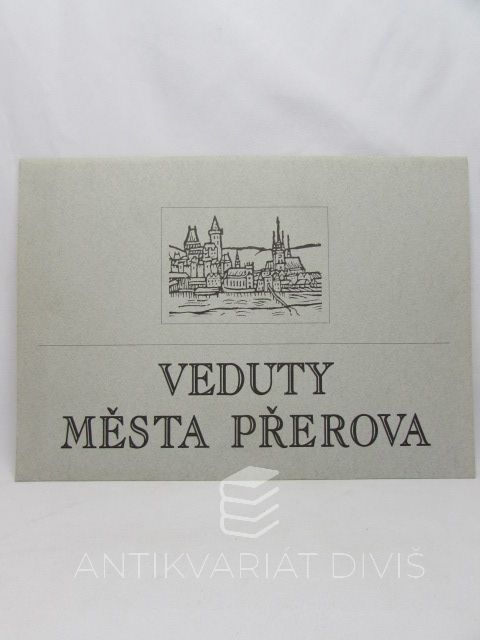 VEDUTY
MĚSTA PŘEROVA
ANTIKVARIÁT DIVIŠ